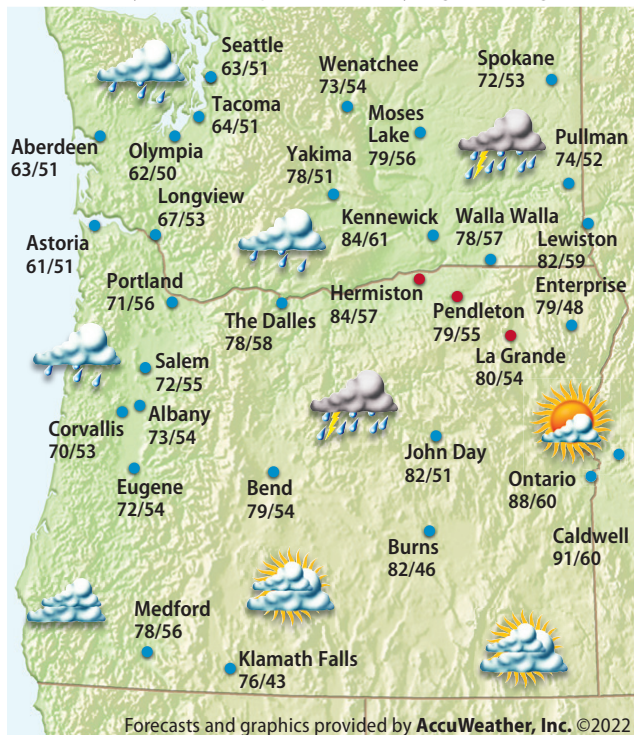 Seattle
63/51
Wenatchee
73/54
Spokane
72/53
Tacoma
64/51
Moses
Lake
79/56
Pullman
74/52
Aberdeen
63/51
Olympia
62/50
Yakima
78/51
Longview
67/53
Kennewick
84/61
Walla Walla
78/57
Lewiston
82/59
Astoria
61/51
Portland
71/56
The Dalles
78/58
Hermiston
84/57
Pendleton
79/55
Enterprise
79/48
La Grande
80/54
Salem
72/55
Albany
73/54
Corvallis
70/53
John Day
82/51
Ontario
88/60
Eugene
72/54
Bend
79/54
Burns
82/46
Caldwell
91/60
Medford
78/56
Klamath Falls
76/43
Forecasts and graphics provided by AccuWeather, Inc. ©2022